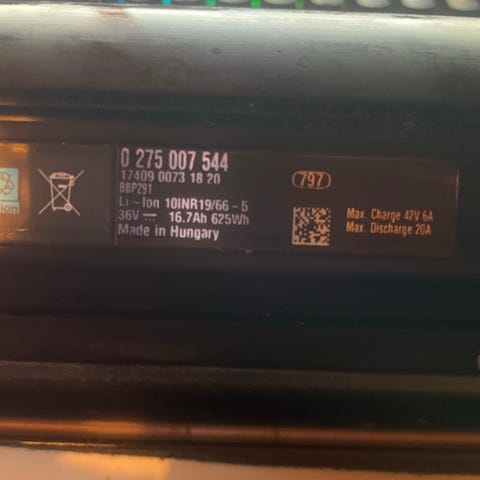 ion
0 275 007 544
17409 0073 18 20
BBP291
Li-Ion 10INR19/66-5
36V ⎓ 16.7Ah 625Wh
Made in Hungary
797
Max. Charge 42V 6A
Max. Discharge 20A